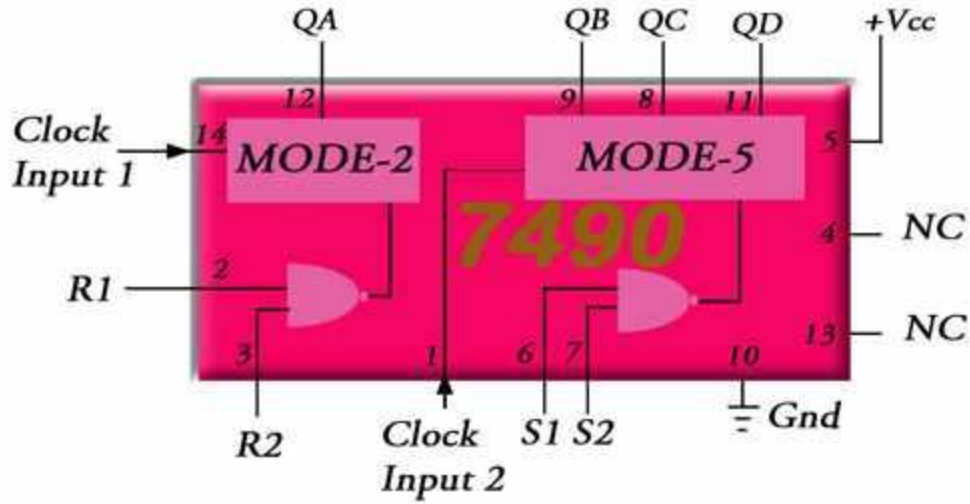 QA QB QC QD +Vcc
12 9 8 11
Clock
Input 1
14 MODE-2 MODE-5 5
7490
4 NC
R1 2
13 NC
3 1 6 7 10
R2 Clock
Input 2
S1 S2 Gnd